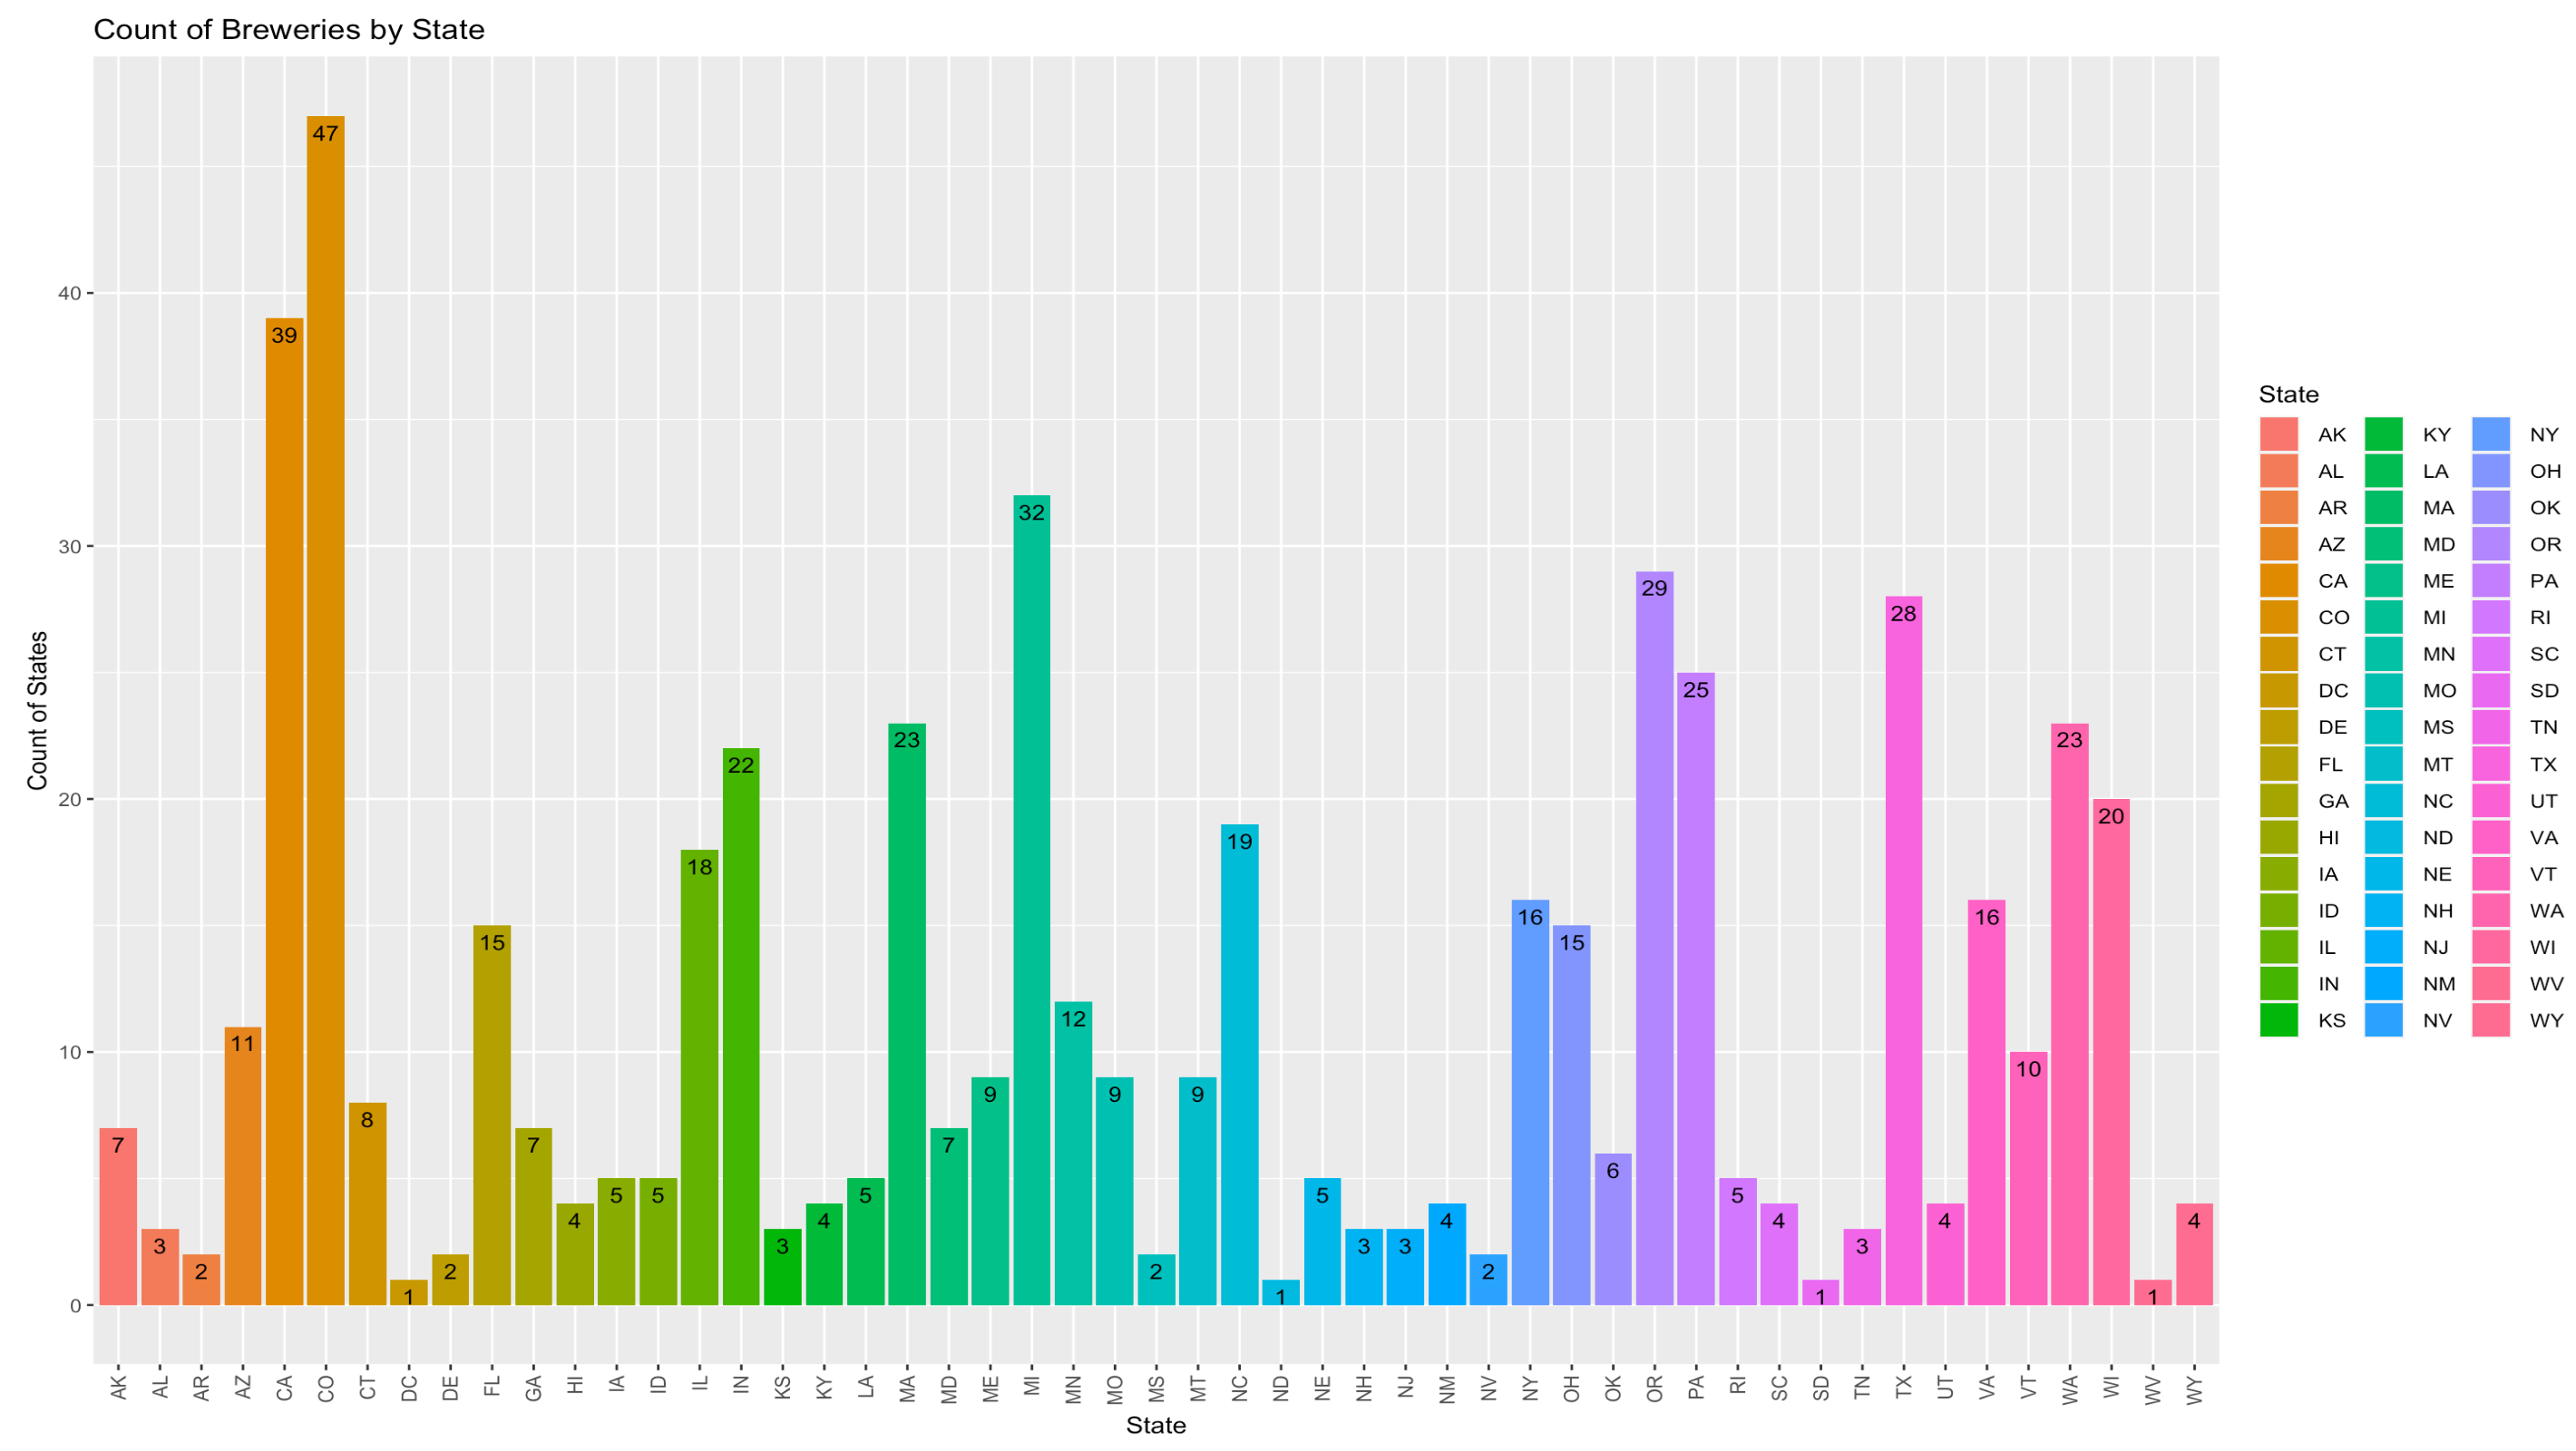 Count of Breweries by State
Count of States
40
30
20
10
0
7 3 2 11 39 47 8 1 2 15 7 4 5 5 18 22 3 4 5 23 7 9 32 12 9 2 9 19 1 5 3 3 4 2 16 15 6 29 25 5 4 1 3 28 4 16 10 23 20 1 4
AK AL AR AZ CA CO CT DC DE FL GA HI IA ID IL IN KS KY LA MA MD ME MI MN MO MS MT NC ND NE NH NJ NM NV NY OH OK OR PA RI SC SD TN TX UT VA VT WA WI WV WY
State
State
AK KY NY
AL LA OH
AR MA OK
AZ MD OR
CA ME PA
CO MI RI
CT MN SC
DC MO SD
DE MS TN
FL MT TX
GA NC UT
HI ND VA
IA NE VT
ID NH WA
IL NJ WI
IN NM WV
KS NV WY